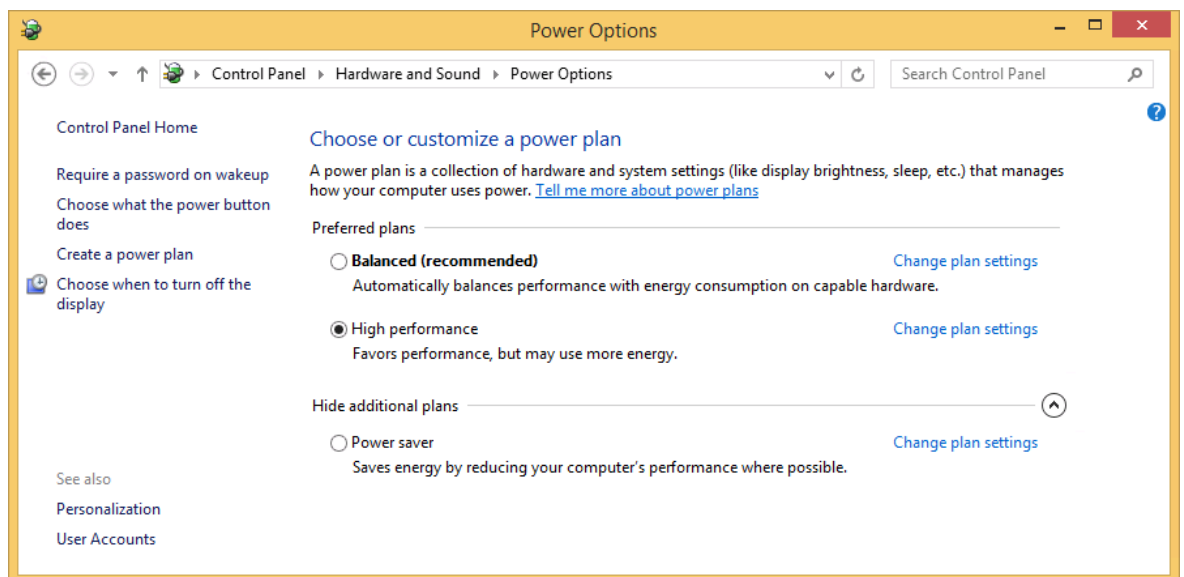 Power Options
Control Panel Hardware and Sound Power Options
Search Control Panel
Control Panel Home
Require a password on wakeup
Choose what the power button
does
Create a power plan
Choose when to turn off the
display
See also
Personalization
User Accounts
Choose or customize a power plan
A power plan is a collection of hardware and system settings (like display brightness, sleep, etc.) that manages
how your computer uses power. Tell me more about power plans
Preferred plans
Balanced (recommended) Change plan settings
Automatically balances performance with energy consumption on capable hardware.
High performance Change plan settings
Favors performance, but may use more energy.
Hide additional plans
Power saver Change plan settings
Saves energy by reducing your computer's performance where possible.